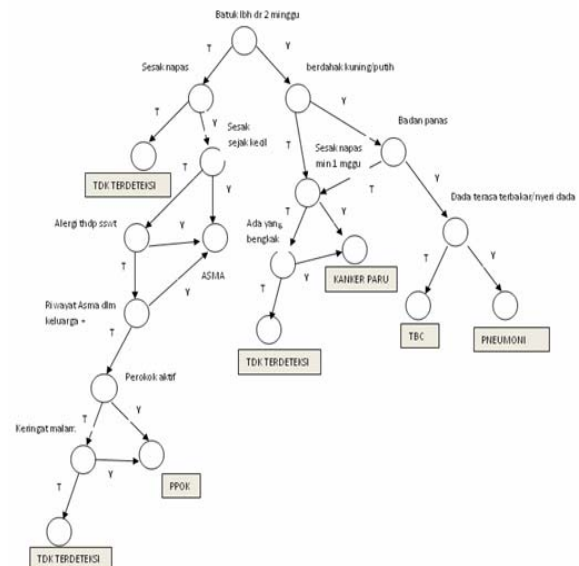 Batuk lbh dr 2 minggu
T
Y
Sesak napas
berdahak kuning/putih
T
Y
T
Y
Sesak
sejak kecil
Badan panas
Sesak napas
min 1 mggu
TDK TERDETEKSI
T
Y
T
Y
T
Y
Alergi thdp sswt
Y
T
Ada yang
bengkak
Dada terasa terbakar/nyeri dada
ASMA
T
Y
KANKER PARU
T
Y
Riwayat Asma dlm
keluarga +
Y
T
TDK TERDETEKSI
TBC
PNEUMONI
T
Perokok aktif
T
Y
Keringat malam
T
Y
PPOK
TDK TERDETEKSI